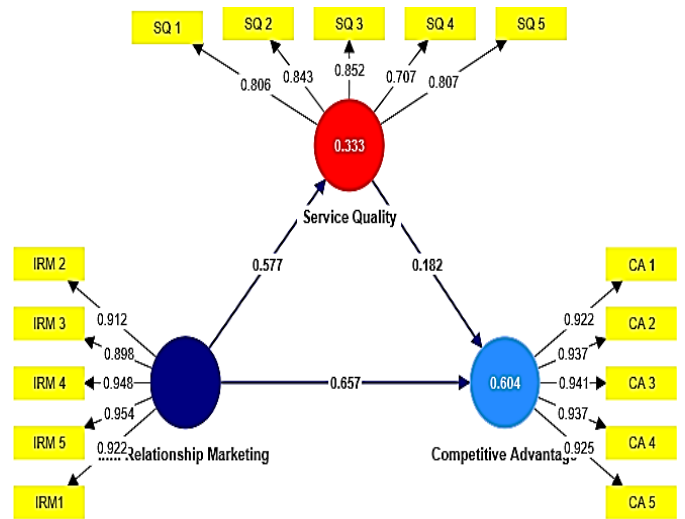 SQ 1
SQ 2
SQ 3
SQ 4
SQ 5
0.806
0.843
0.852
0.707
0.807
0.333
Service Quality
0.577
0.182
IRM 2
IRM 3
IRM 4
IRM 5
IRM1
0.912
0.898
0.948
0.954
0.922
Relationship Marketing
0.657
0.604
Competitive Advantage
CA 1
CA 2
CA 3
CA 4
CA 5
0.922
0.937
0.941
0.937
0.925